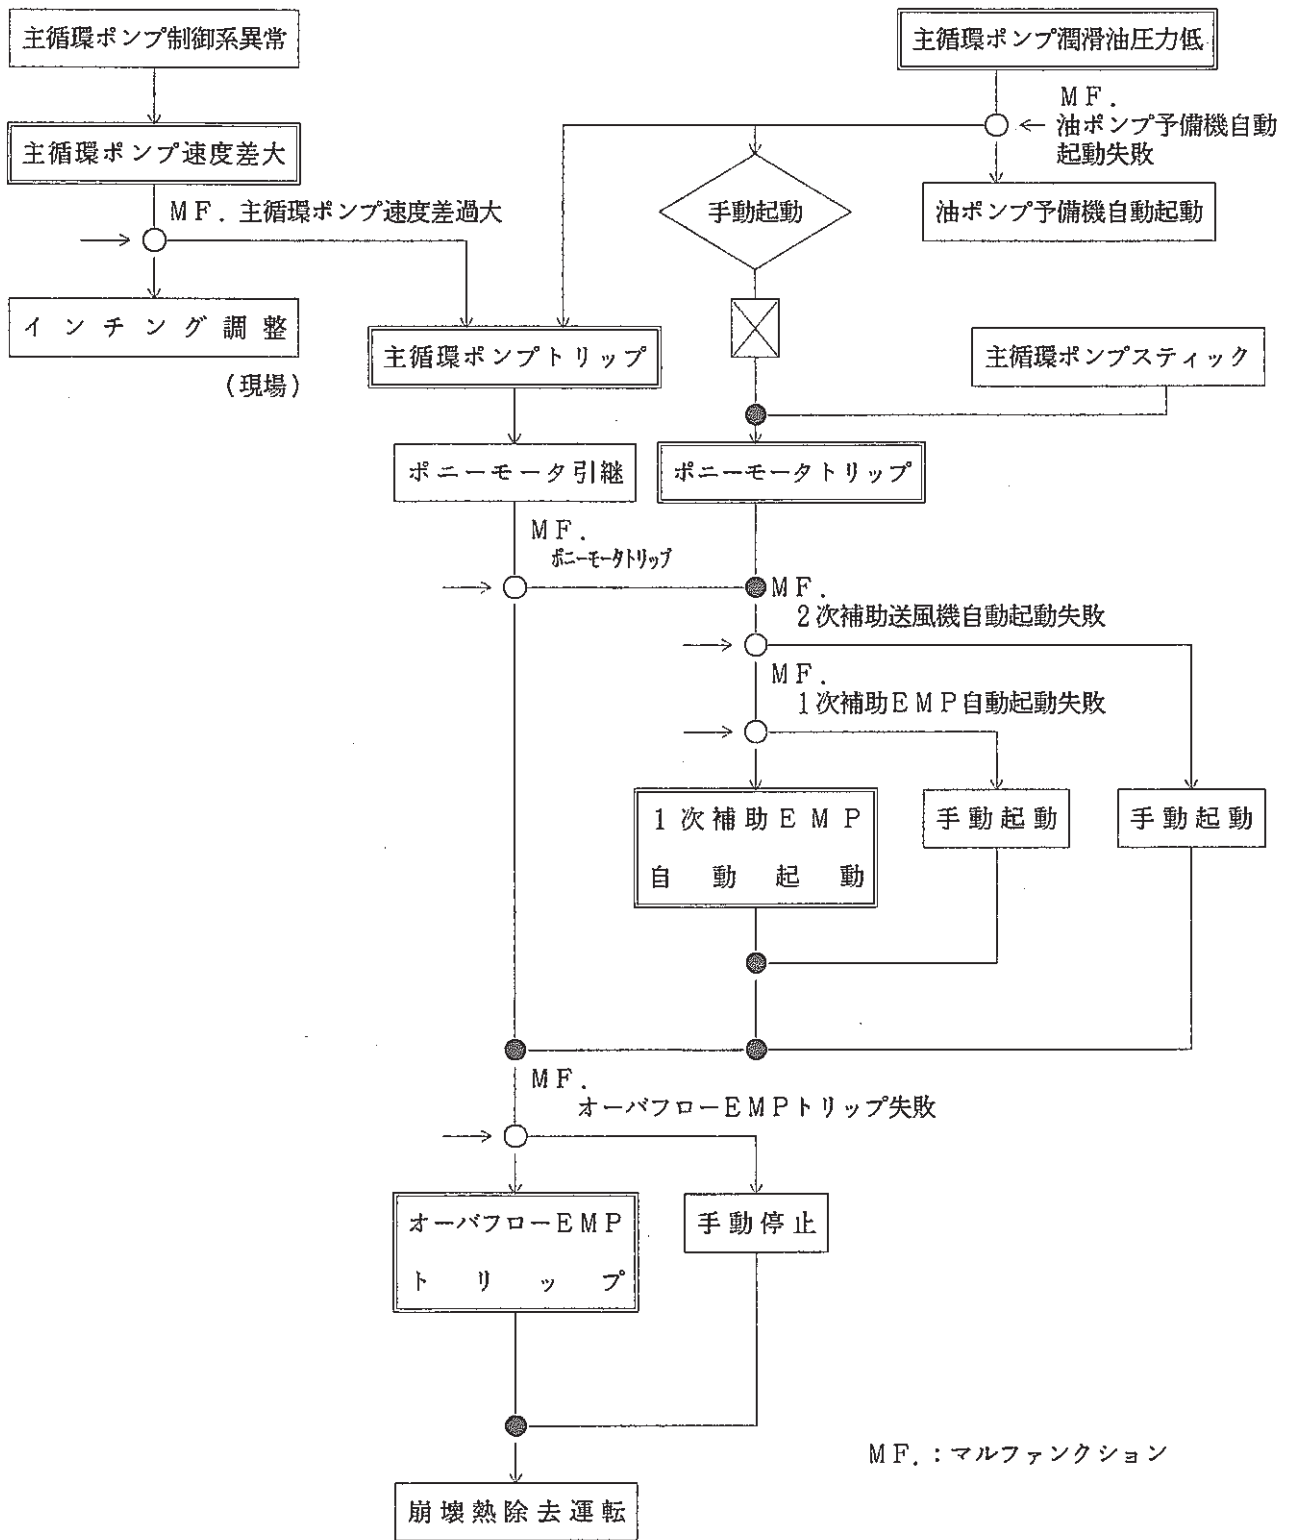 主循環ポンプ制御系異常
主循環ポンプ潤滑油圧力低
MF.
油ポンプ予備機自動
起動失敗
主循環ポンプ速度差大
手動起動
油ポンプ予備機自動起動
MF. 主循環ポンプ速度差過大
インチング調整
(現場)
主循環ポンプトリップ
主循環ポンプスティック
ポニーモータ引継
ポニーモータトリップ
MF.
ポニーモータトリップ
MF.
2次補助送風機自動起動失敗
MF.
1次補助EMP自動起動失敗
1次補助EMP
自動起動
手動起動
手動起動
MF.
オーバフローEMPトリップ失敗
オーバフローEMP
トリップ
手動停止
MF.:マルファンクション
崩壊熱除去運転